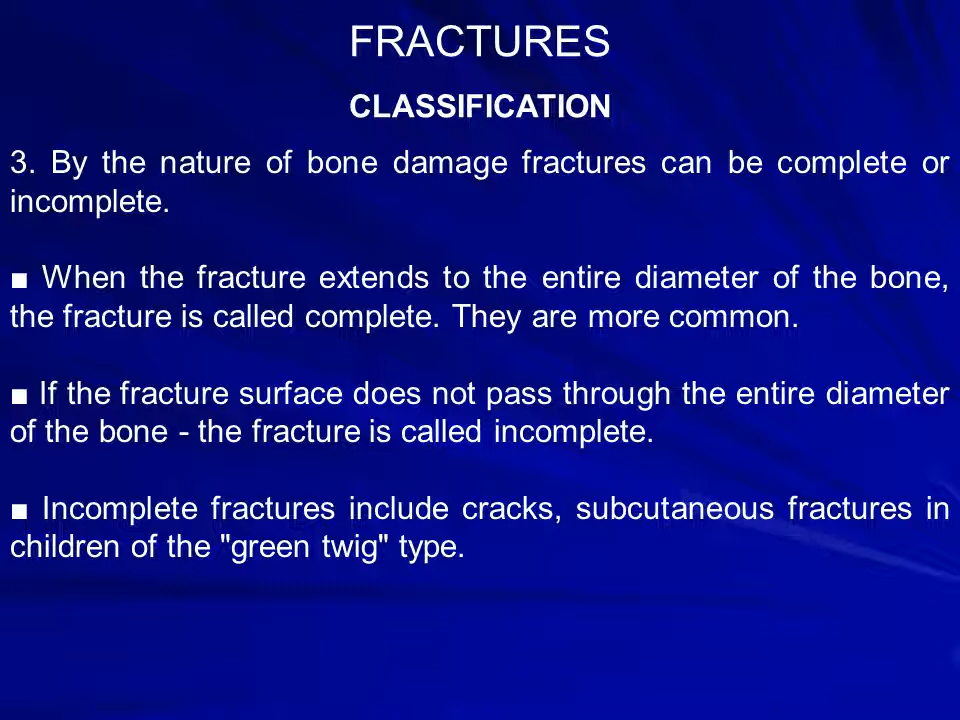 FRACTURES
CLASSIFICATION
3. By the nature of bone damage fractures can be complete or
incomplete.
■ When the fracture extends to the entire diameter of the bone,
the fracture is called complete. They are more common.
■ If the fracture surface does not pass through the entire diameter
of the bone - the fracture is called incomplete.
■ Incomplete fractures include cracks, subcutaneous fractures in
children of the "green twig" type.